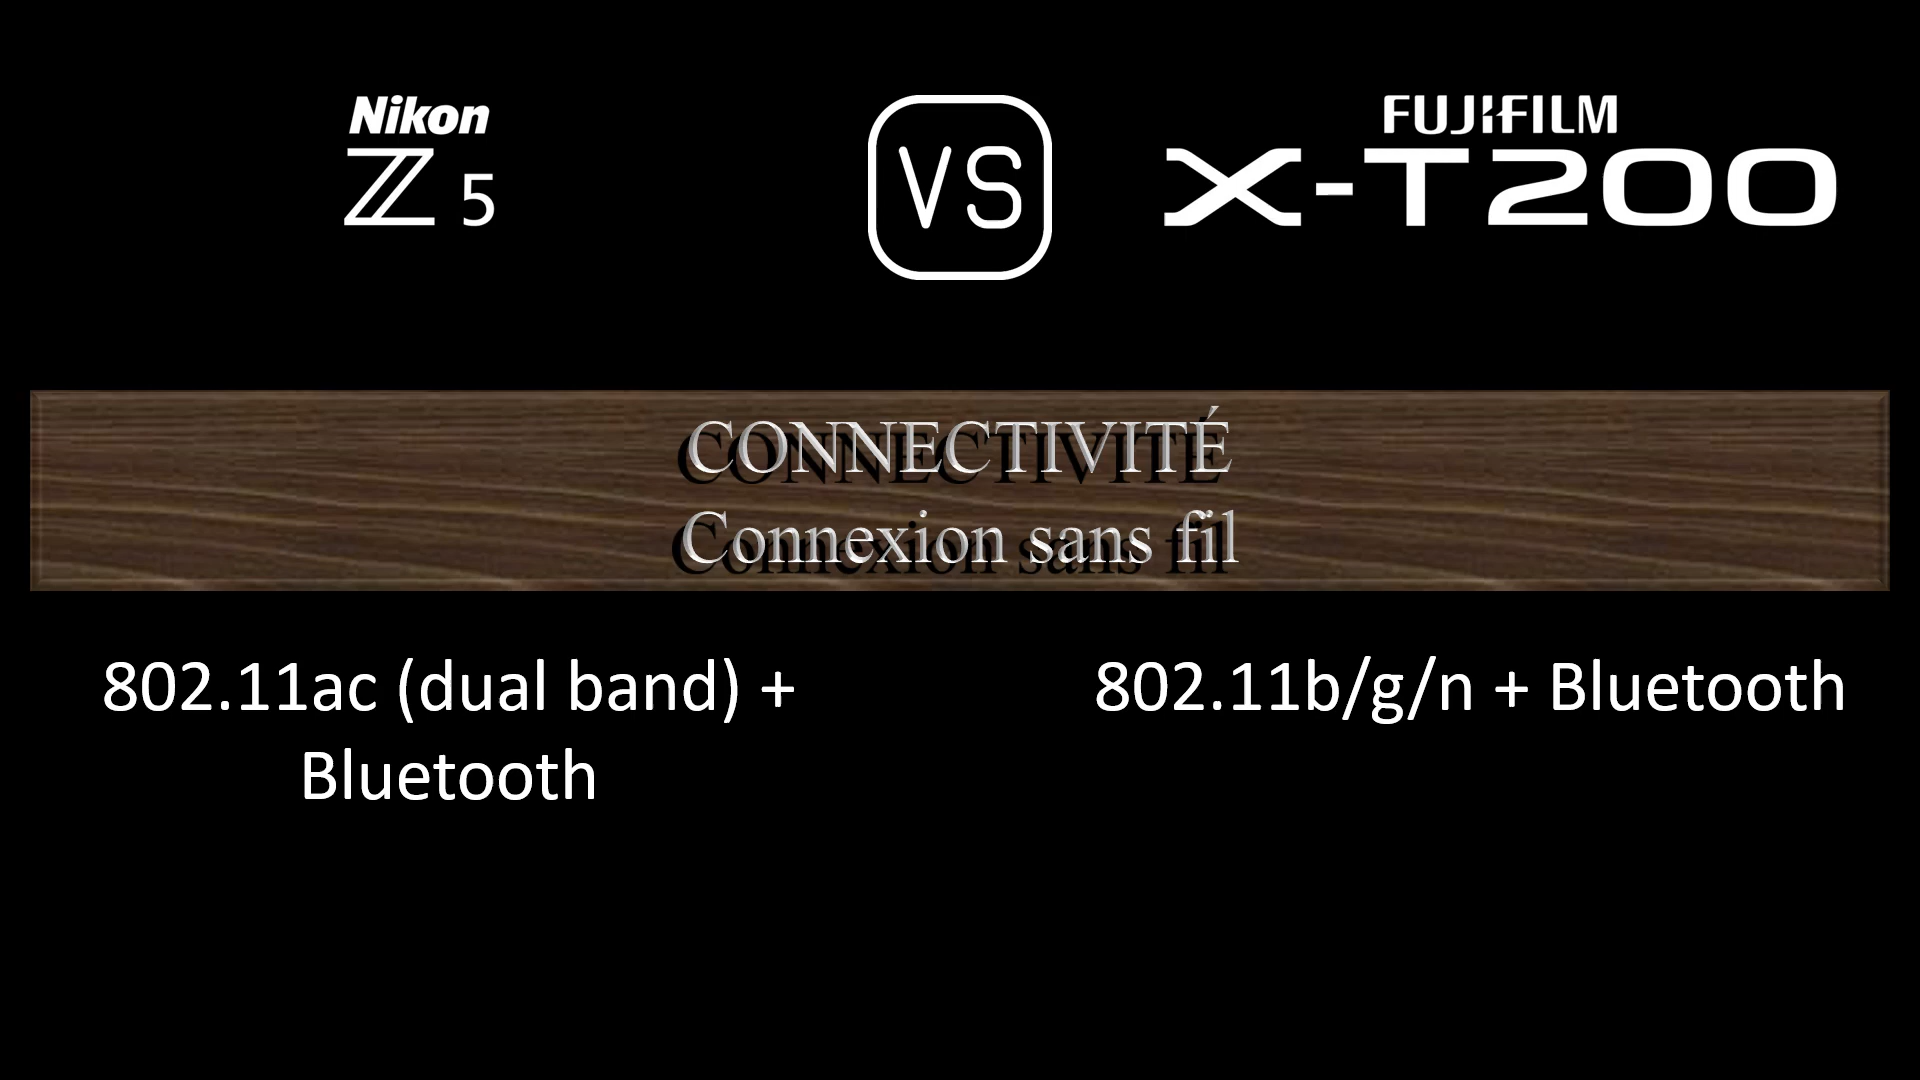 Nikon
Z 5
VS
FUJIFILM
X-T200
CONNECTIVITÉ
Connexion sans fil
802.11ac (dual band) +
Bluetooth
802.11b/g/n + Bluetooth